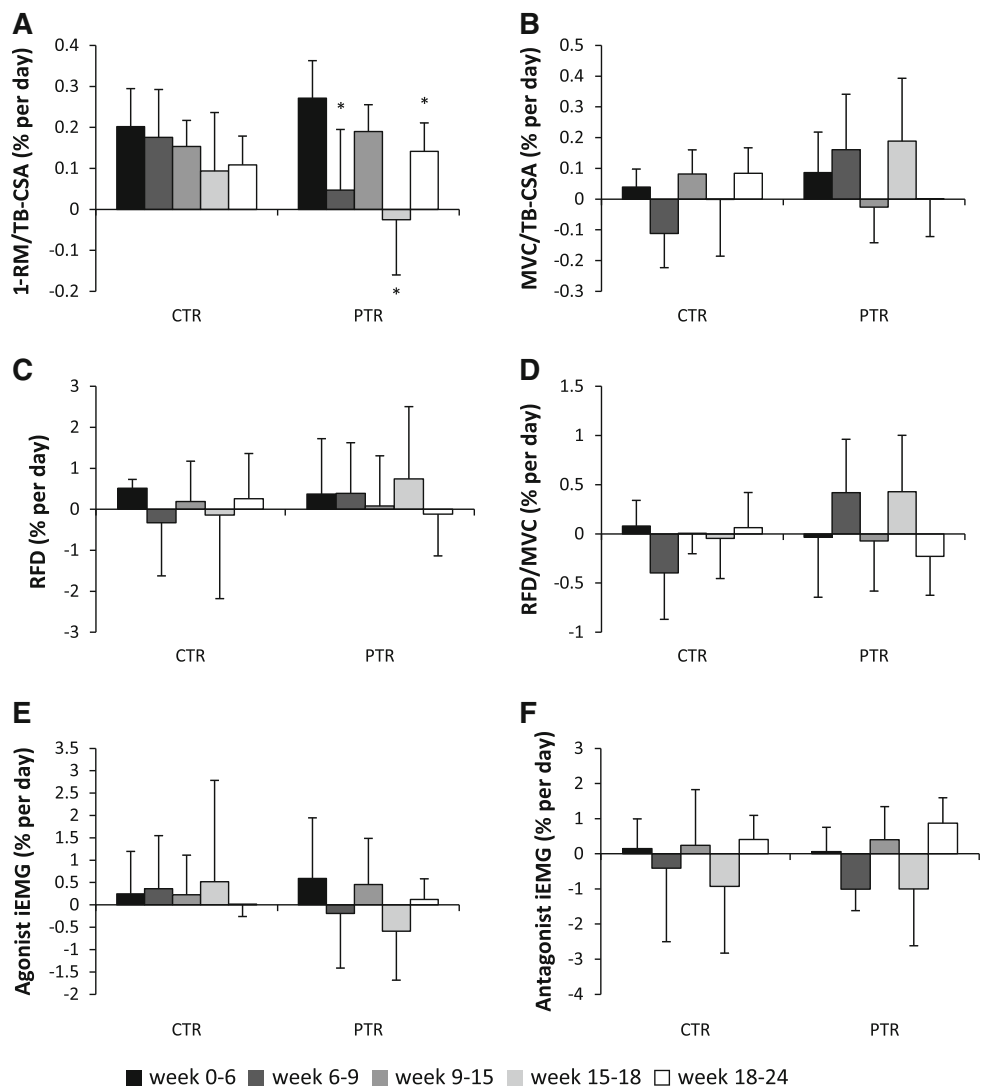 A
1-RM/TB-CSA (% per day)
0.4
0.3
0.2
0.1
0
-0.1
-0.2
*
*
*
CTR PTR
B
MVC/TB-CSA (% per day)
0.5
0.4
0.3
0.2
0.1
0
-0.1
-0.2
-0.3
CTR PTR
C
RFD (% per day)
3
2
1
0
-1
-2
-3
CTR PTR
D
RFD/MVC (% per day)
1.5
1
0.5
0
-0.5
-1
CTR PTR
E
Agonist iEMG (% per day)
3.5
3
2.5
2
1.5
1
0.5
0
-0.5
-1
-1.5
-2
CTR PTR
F
Antagonist iEMG (% per day)
3
2
1
0
-1
-2
-3
-4
CTR PTR
week 0-6 week 6-9 week 9-15 week 15-18 week 18-24